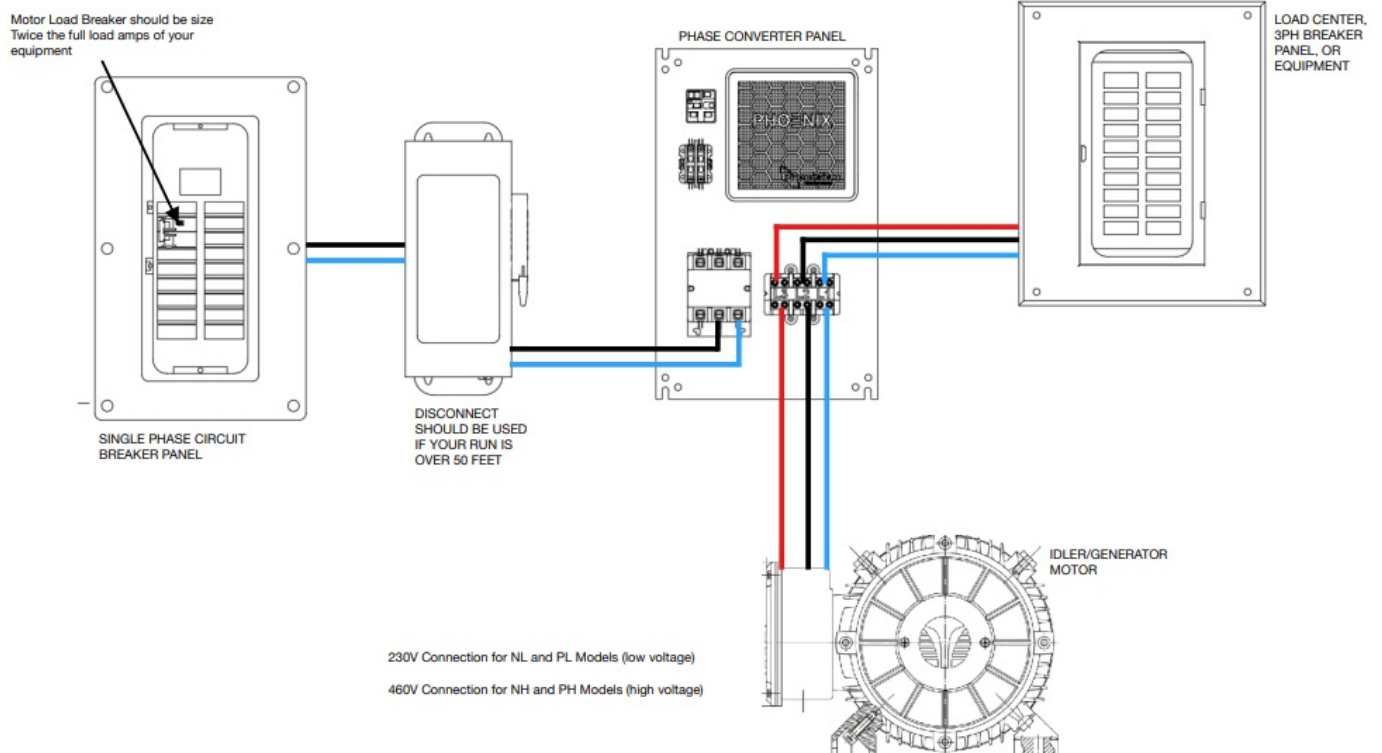 Motor Load Breaker should be size
Twice the full load amps of your
equipment
PHASE CONVERTER PANEL
LOAD CENTER,
3PH BREAKER
PANEL, OR
EQUIPMENT
PHOENIX
DISCONNECT
SHOULD BE USED
IF YOUR RUN IS
OVER 50 FEET
SINGLE PHASE CIRCUIT
BREAKER PANEL
IDLER/GENERATOR
MOTOR
230V Connection for NL and PL Models (low voltage)
460V Connection for NH and PH Models (high voltage)